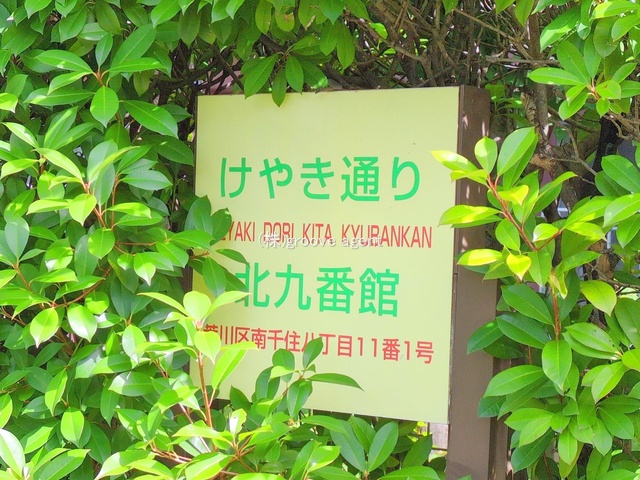 けやき通り
YAKI DORI KITA KYUBANKAN
(株)groove agent
北九番館
川区南千住八丁目11番1号